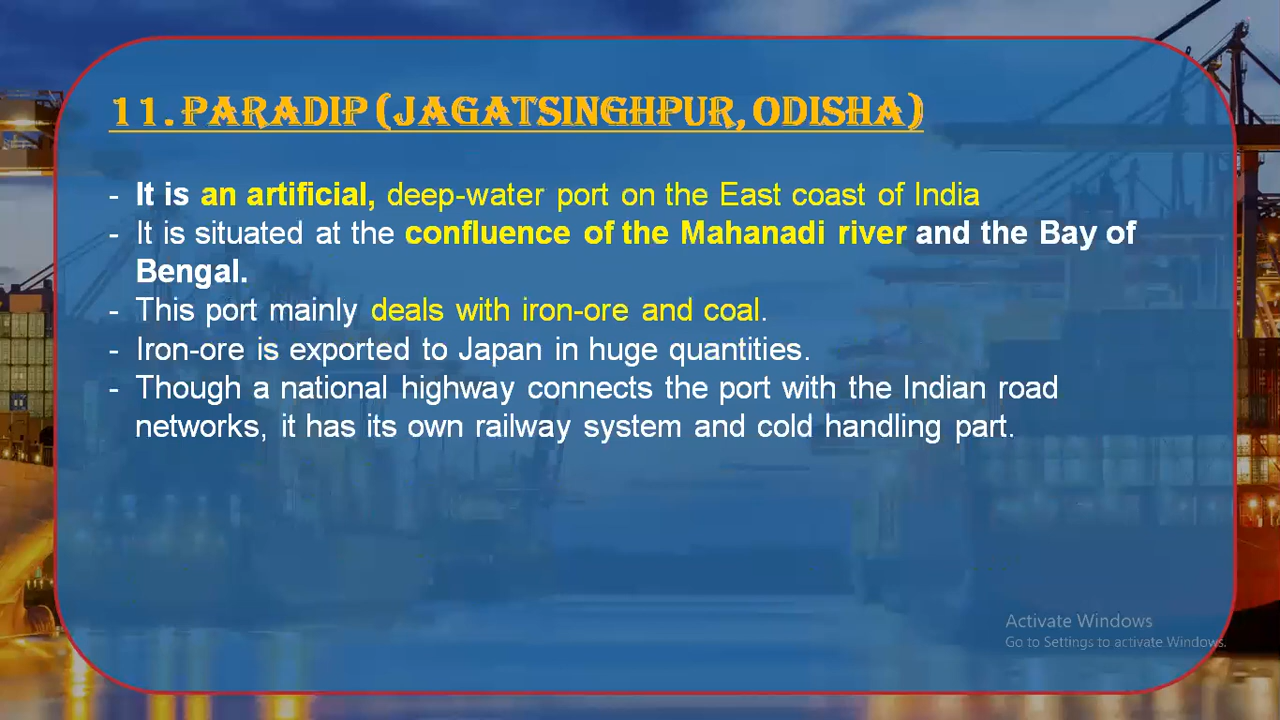 11. PARADIP (JAGATSINGHPUR, ODISHA)
- It is an artificial, deep-water port on the East coast of India
- It is situated at the confluence of the Mahanadi river and the Bay of
Bengal.
- This port mainly deals with iron-ore and coal.
- Iron-ore is exported to Japan in huge quantities.
- Though a national highway connects the port with the Indian road
networks, it has its own railway system and cold handling part.
Activate Windows
Go to Settings to activate Windows.